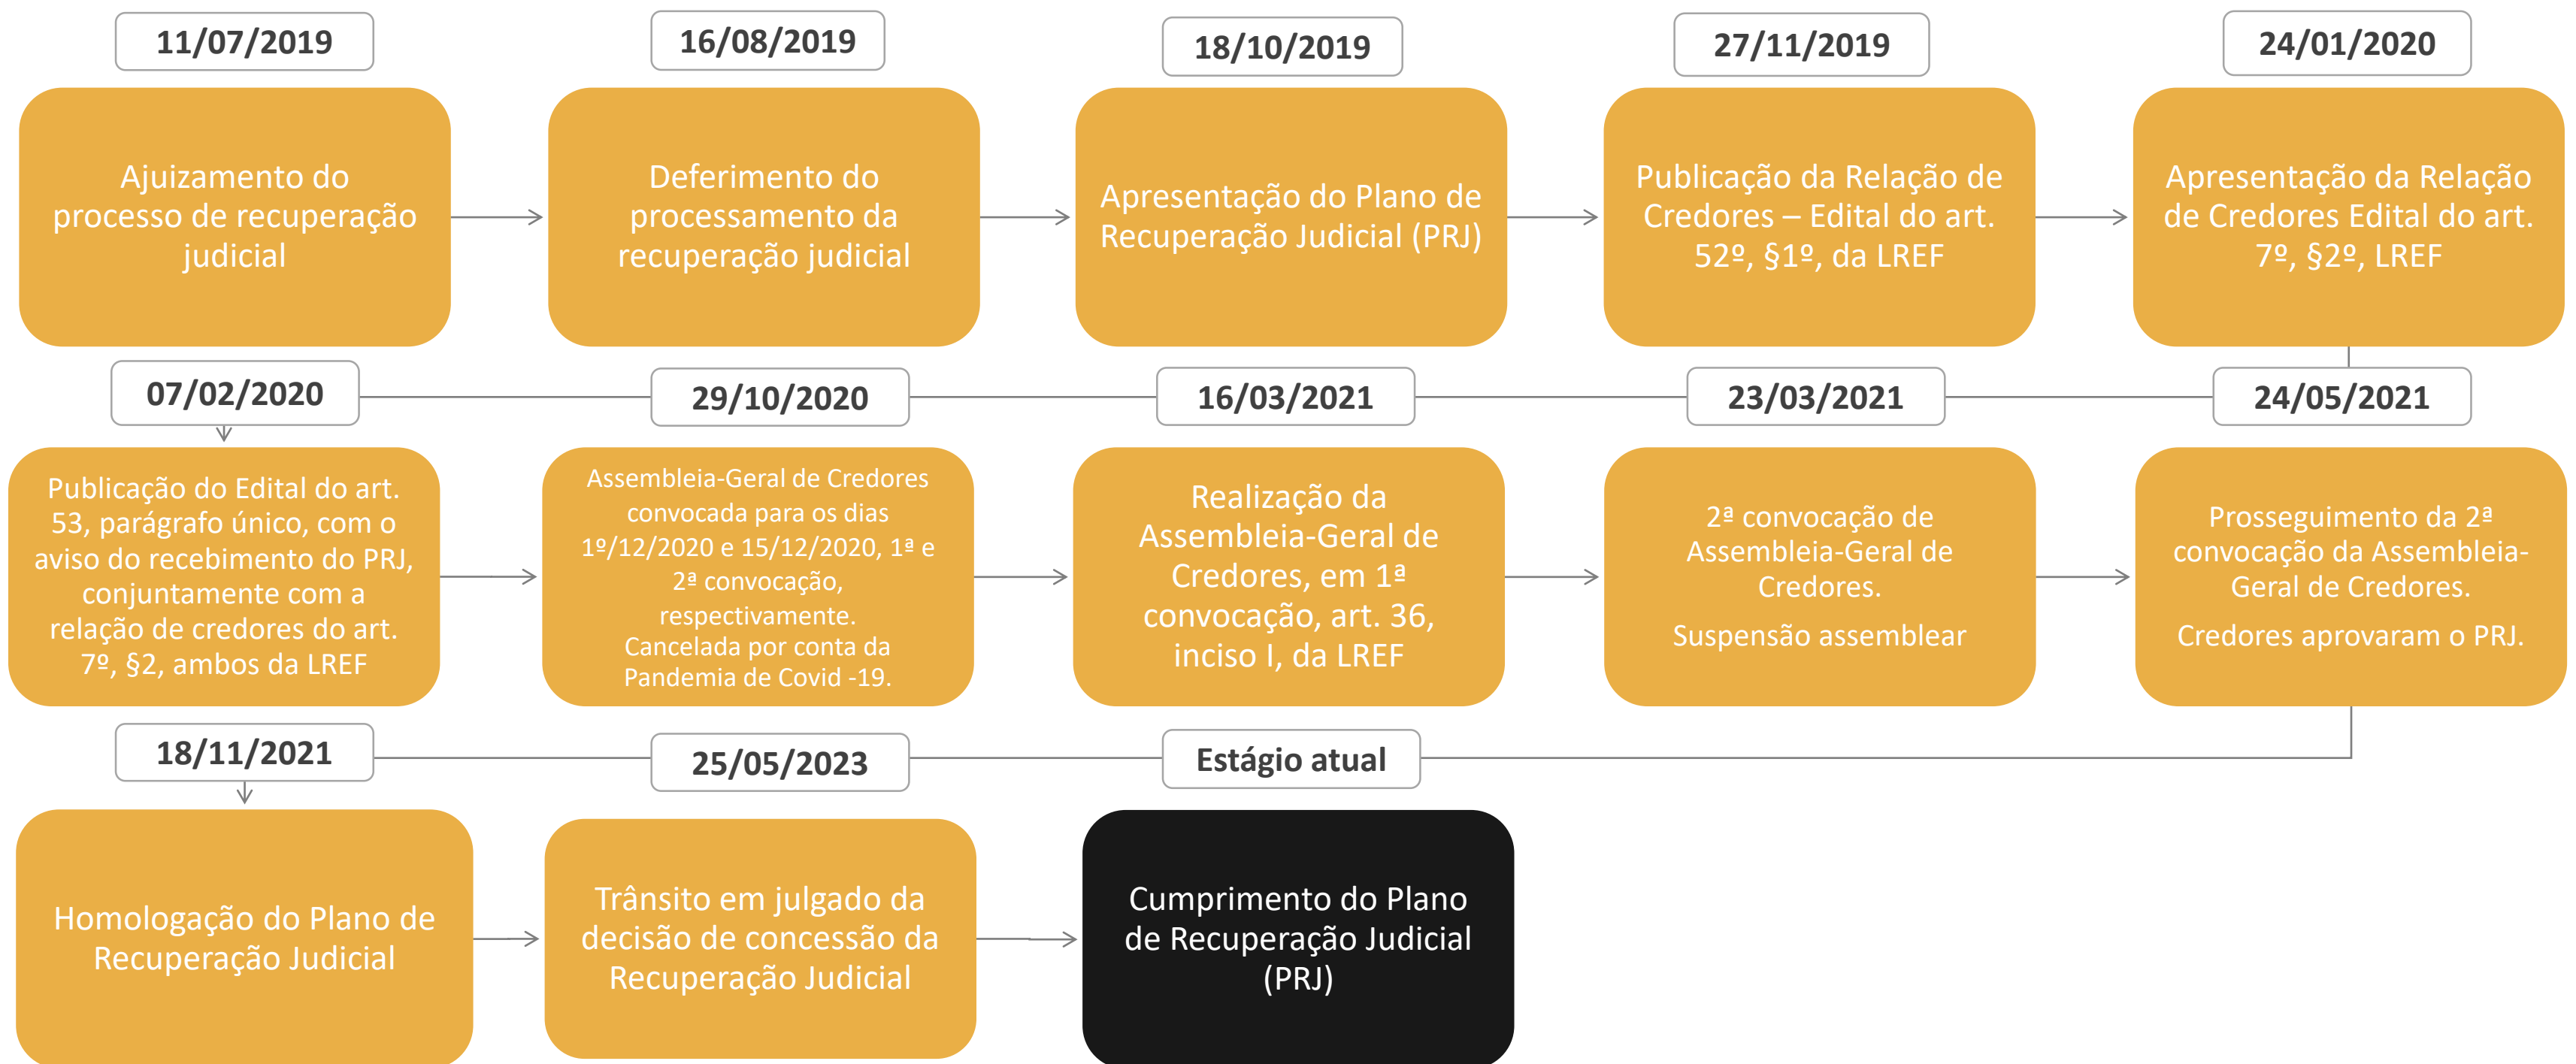 11/07/2019
Ajuizamento do
processo de recuperação
judicial
16/08/2019
Deferimento do
processamento da
recuperação judicial
18/10/2019
Apresentação do Plano de
Recuperação Judicial (PRJ)
27/11/2019
Publicação da Relação de
Credores – Edital do art.
52º, §1º, da LREF
24/01/2020
Apresentação da Relação
de Credores Edital do art.
7º, §2º, LREF
07/02/2020
Publicação do Edital do art.
53, parágrafo único, com o
aviso do recebimento do PRJ,
conjuntamente com a
relação de credores do art.
7º, §2, ambos da LREF
29/10/2020
Assembleia-Geral de Credores
convocada para os dias
1º/12/2020 e 15/12/2020, 1ª e
2ª convocação,
respectivamente.
Cancelada por conta da
Pandemia de Covid -19.
16/03/2021
Realização da
Assembleia-Geral de
Credores, em 1ª
convocação, art. 36,
inciso I, da LREF
23/03/2021
2ª convocação de
Assembleia-Geral de
Credores.
Suspensão assemblear
24/05/2021
Prosseguimento da 2ª
convocação da Assembleia-
Geral de Credores.
Credores aprovaram o PRJ.
18/11/2021
Homologação do Plano de
Recuperação Judicial
25/05/2023
Trânsito em julgado da
decisão de concessão da
Recuperação Judicial
Estágio atual
Cumprimento do Plano
de Recuperação Judicial
(PRJ)